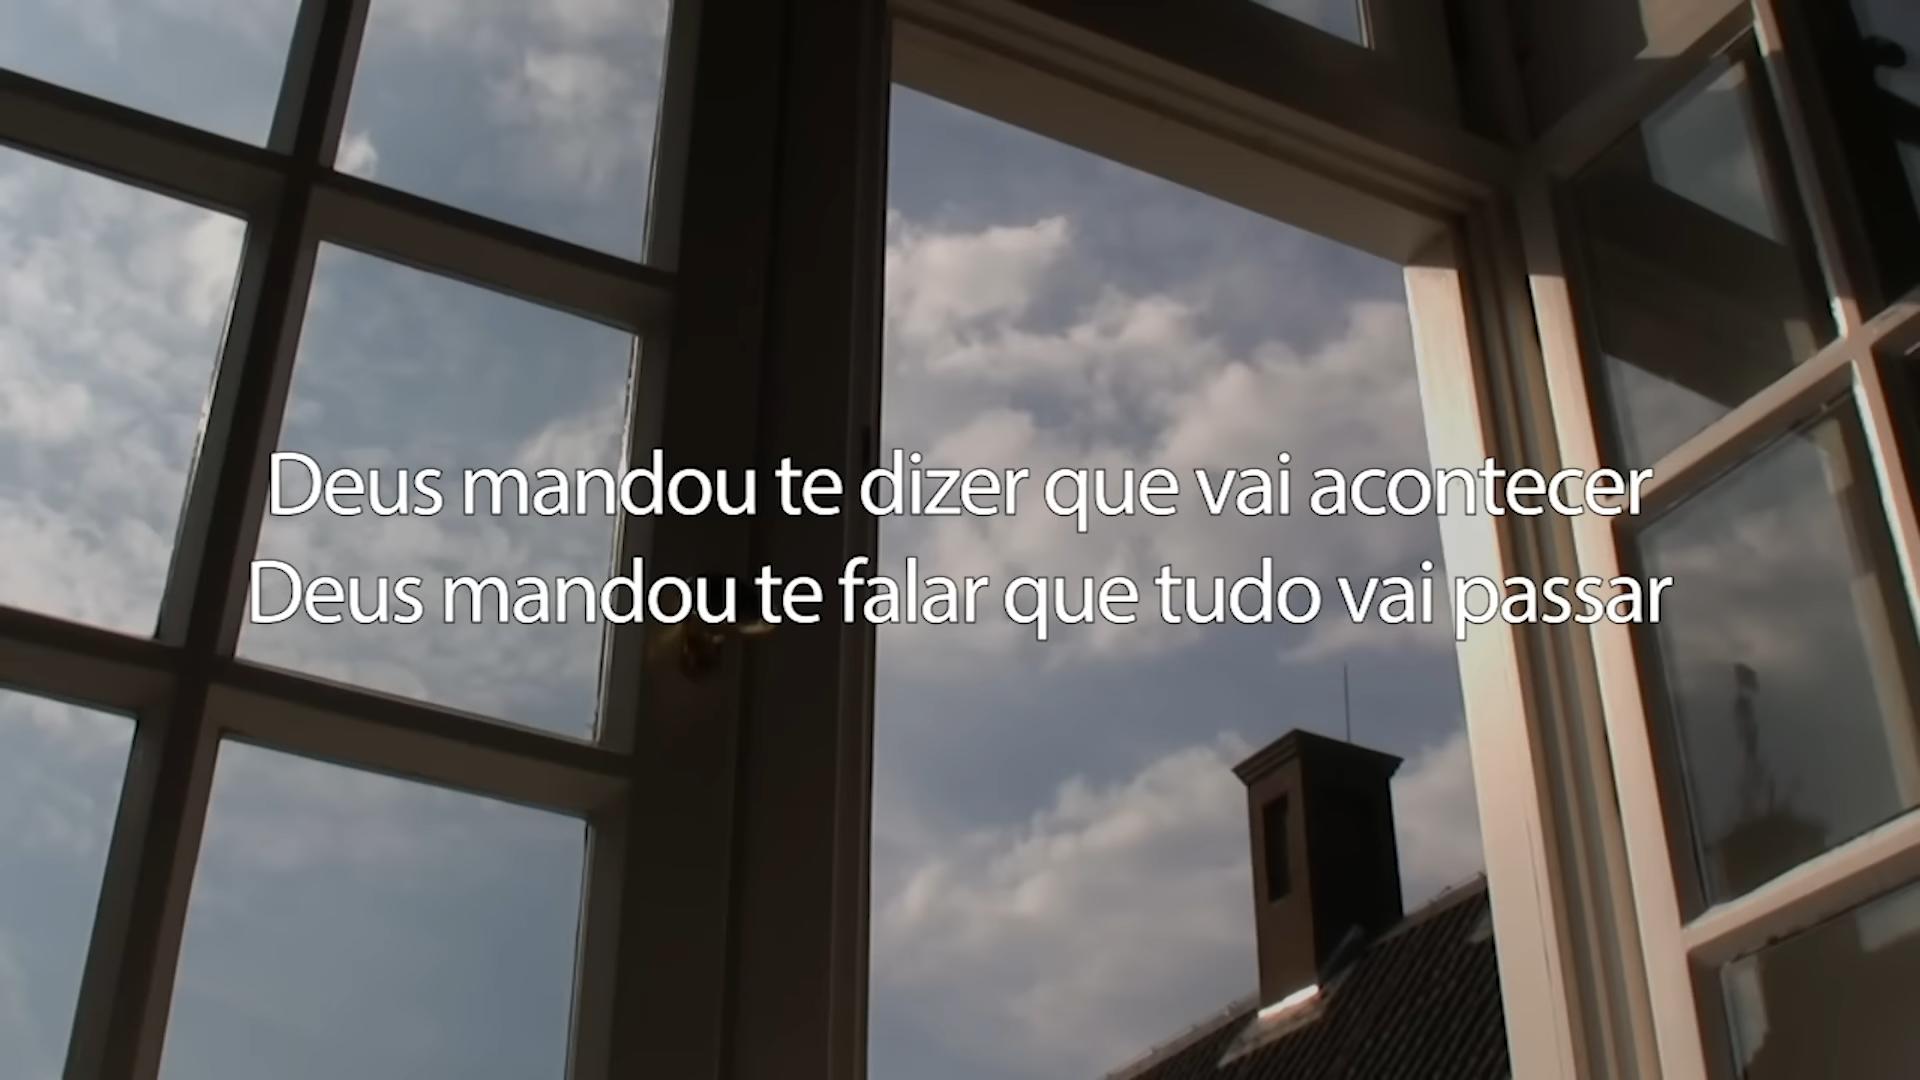 Deus mandou te dizer que vai acontecer
Deus mandou te falar que tudo vai passar